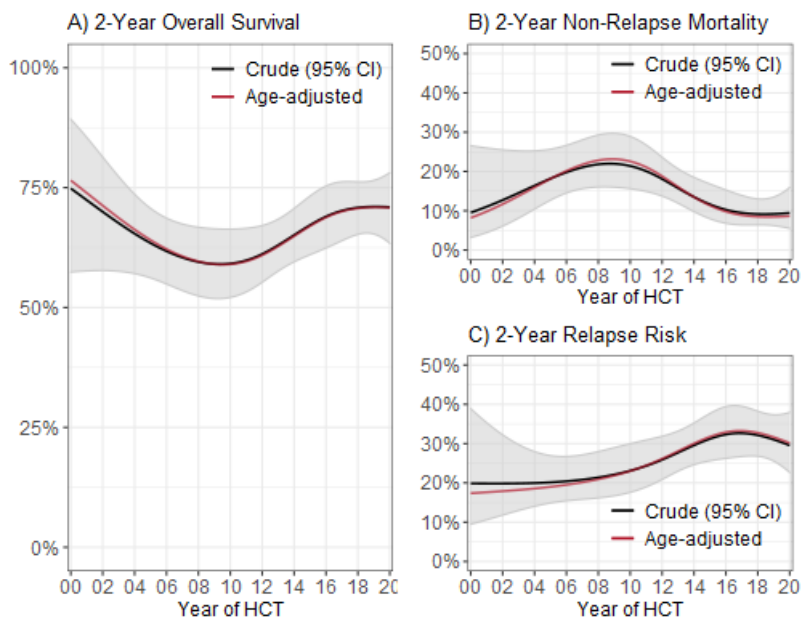 A) 2-Year Overall Survival
100%
75%
50%
25%
0%
Crude (95% CI)
Age-adjusted
00 02 04 06 08 10 12 14 16 18 20
Year of HCT
B) 2-Year Non-Relapse Mortality
50%
40%
30%
20%
10%
0%
Crude (95% CI)
Age-adjusted
00 02 04 06 08 10 12 14 16 18 20
Year of HCT
C) 2-Year Relapse Risk
50%
40%
30%
20%
10%
0%
Crude (95% CI)
Age-adjusted
00 02 04 06 08 10 12 14 16 18 20
Year of HCT